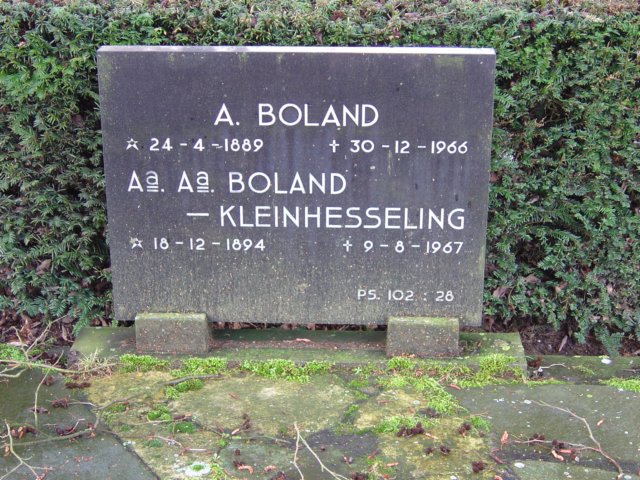 A. BOLAND
☆ 24-4-1889 † 30-12-1966
Aª. Aª. BOLAND
— KLEINHESSELING
☆ 18-12-1894 † 9-8-1967
PS. 102 : 28